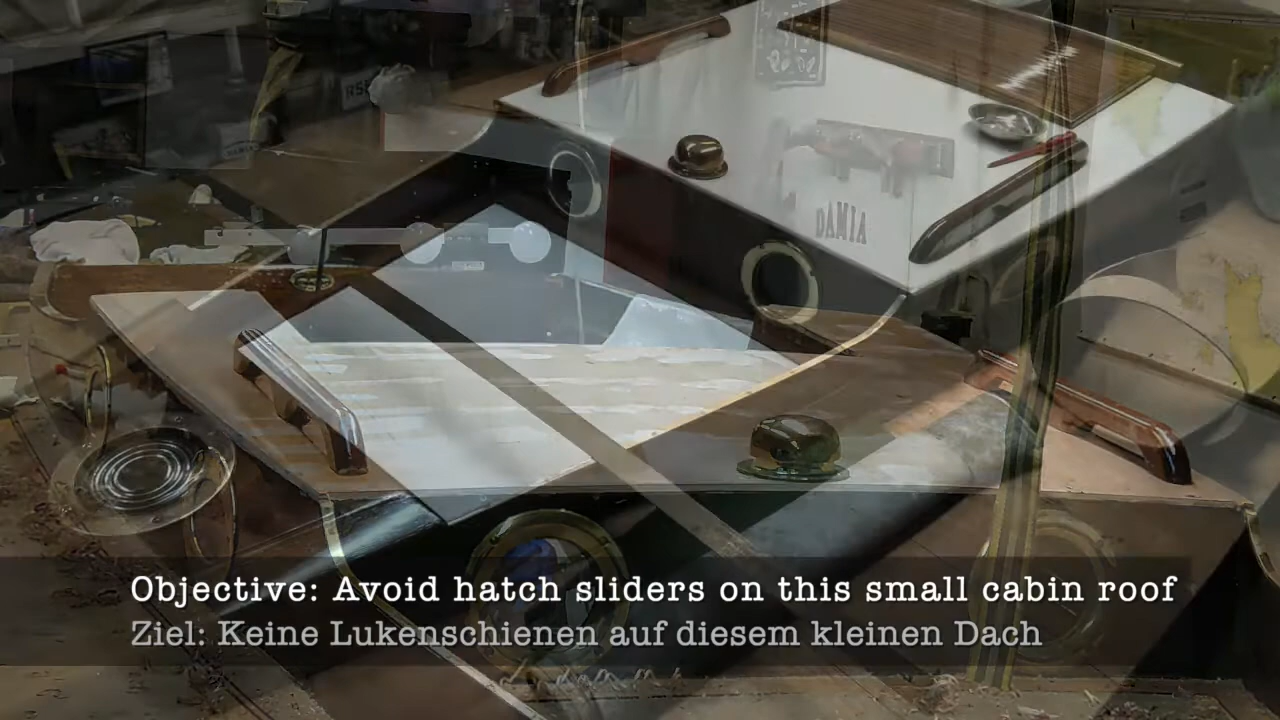 DAMIA
Objective: Avoid hatch sliders on this small cabin roof
Ziel: Keine Lukenschienen auf diesem kleinen Dach